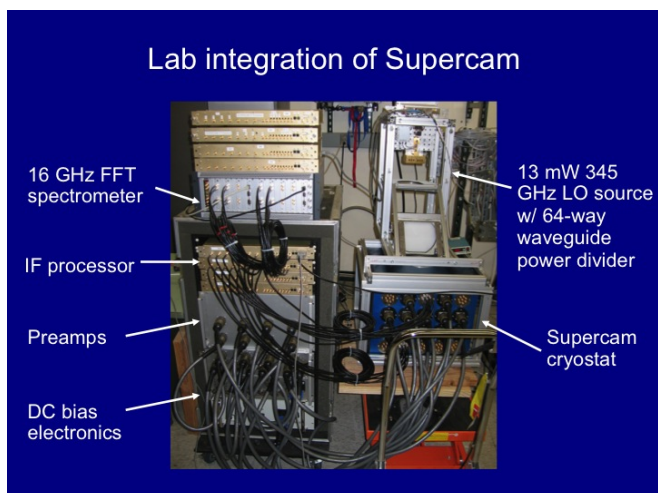 Lab integration of Supercam
16 GHz FFT
spectrometer
IF processor
Preamps
DC bias
electronics
13 mW 345
GHz LO source
w/ 64-way
waveguide
power divider
Supercam
cryostat